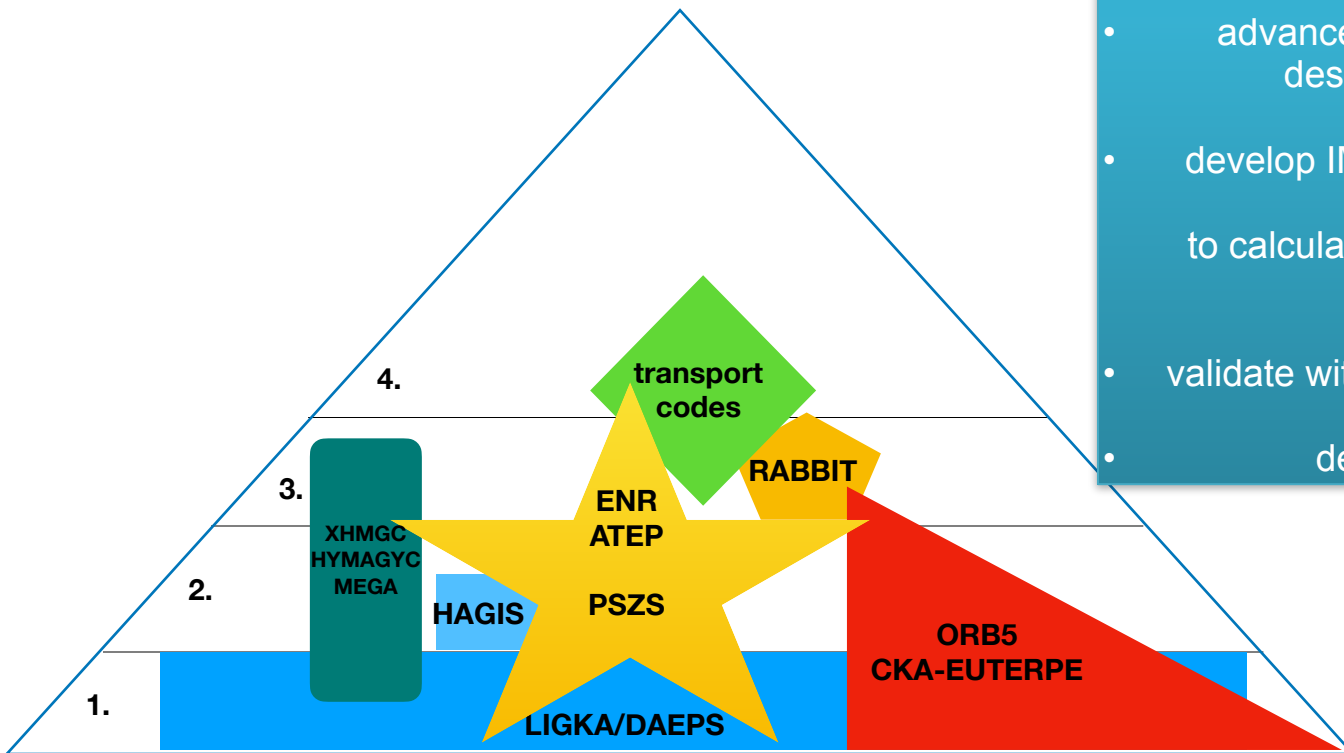 • advance
des
• develop I
to calcula
• validate wit
• de
4.
transport
codes
3.
RABBIT
ENR
ATEP
PSZS
XHMGC
HYMAGYC
MEGA
2.
HAGIS
ORB5
CKA-EUTERPE
1.
LIGKA/DAEPS